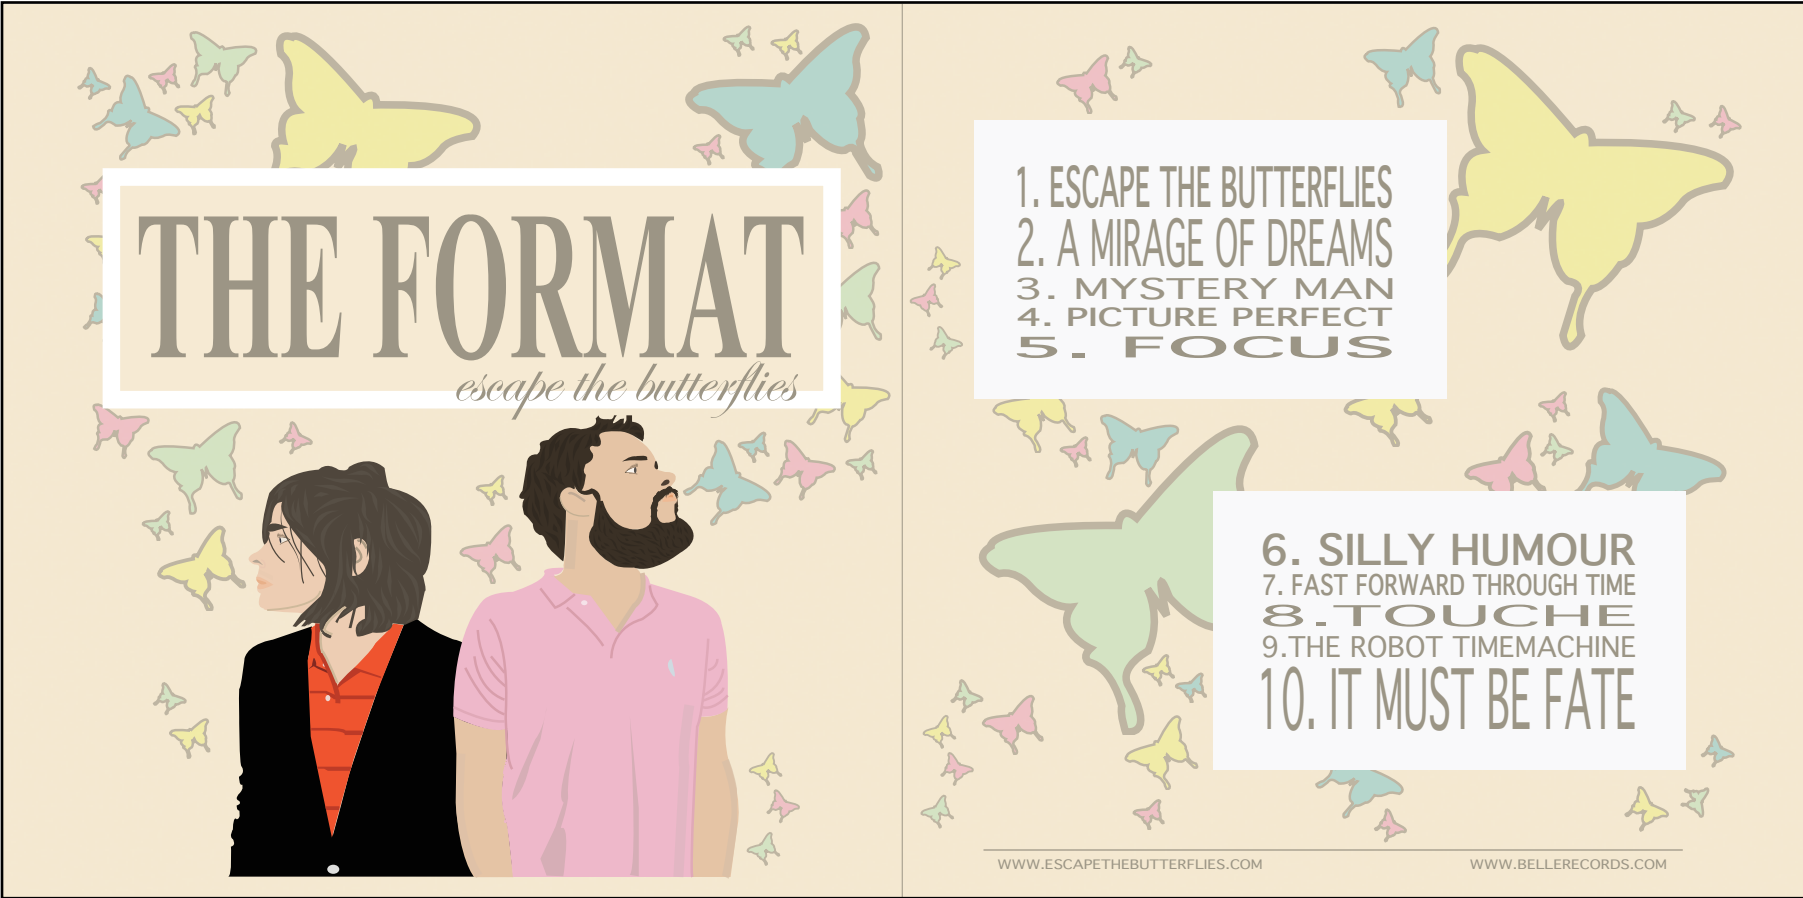 THE FORMAT
escape the butterflies
1. ESCAPE THE BUTTERFLIES
2. A MIRAGE OF DREAMS
3. MYSTERY MAN
4. PICTURE PERFECT
5. FOCUS
6. SILLY HUMOUR
7. FAST FORWARD THROUGH TIME
8.TOUCHE
9.THE ROBOT TIMEMACHINE
10. IT MUST BE FATE
WWW.ESCAPETHEBUTTERFLIES.COM
WWW.BELLERECORDS.COM